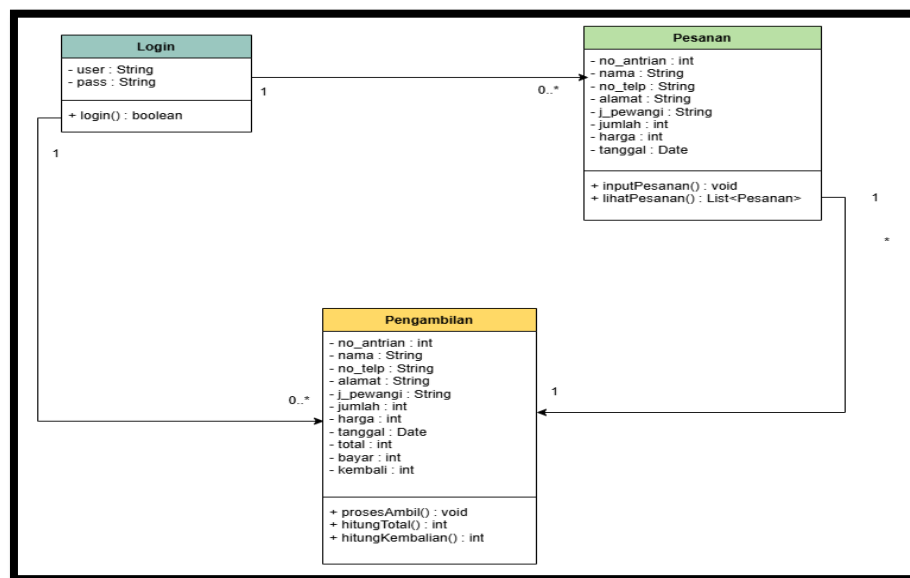 Login
- user : String
- pass : String
+ login() : boolean
1
1
0..*
Pesanan
- no_antrian : int
- nama : String
- no_telp : String
- alamat : String
- j_pewangi : String
- jumlah : int
- harga : int
- tanggal : Date
+ inputPesanan() : void
+ lihatPesanan() : List<Pesanan>
1
*
Pengambilan
- no_antrian : int
- nama : String
- no_telp : String
- alamat : String
- j_pewangi : String
- jumlah : int
- harga : int
- tanggal : Date
- total : int
- bayar : int
- kembali : int
+ prosesAmbil() : void
+ hitungTotal() : int
+ hitungKembalian() : int
0..*
1